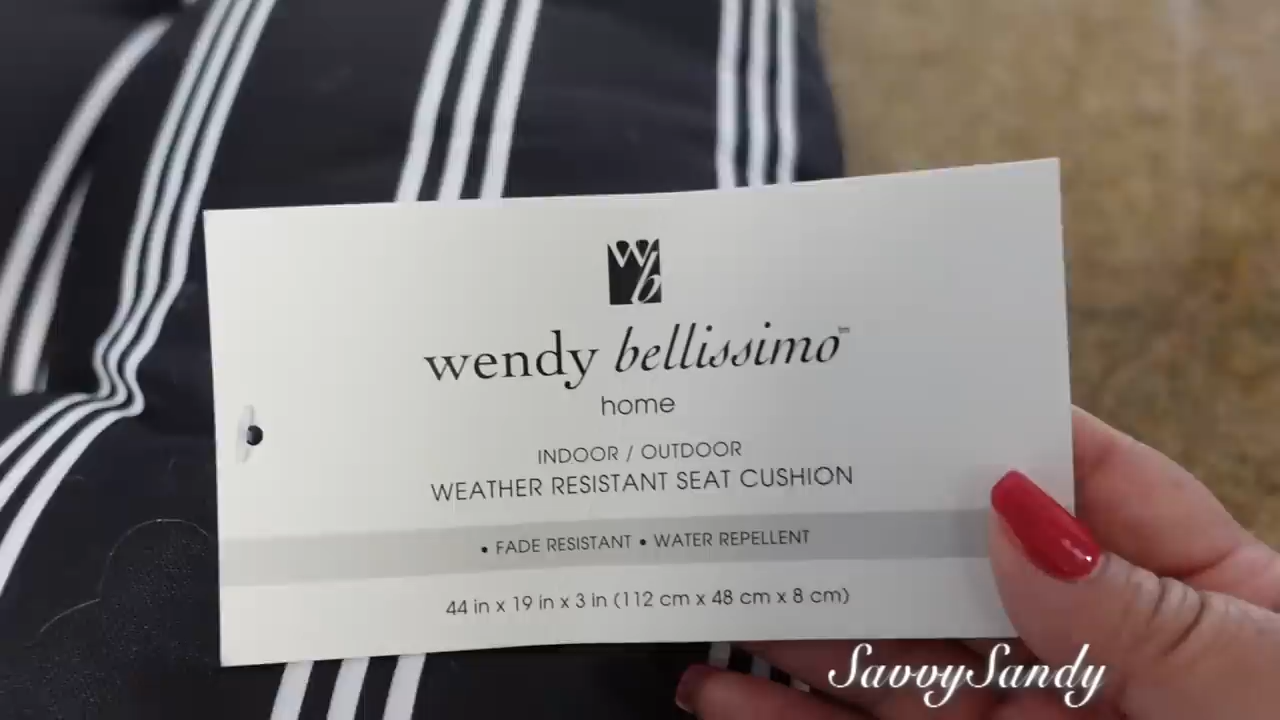 wb
wendy bellissimo™
home
INDOOR / OUTDOOR
WEATHER RESISTANT SEAT CUSHION
• FADE RESISTANT • WATER REPELLENT
44 in x 19 in x 3 in (112 cm x 48 cm x 8 cm)
SavvySandy